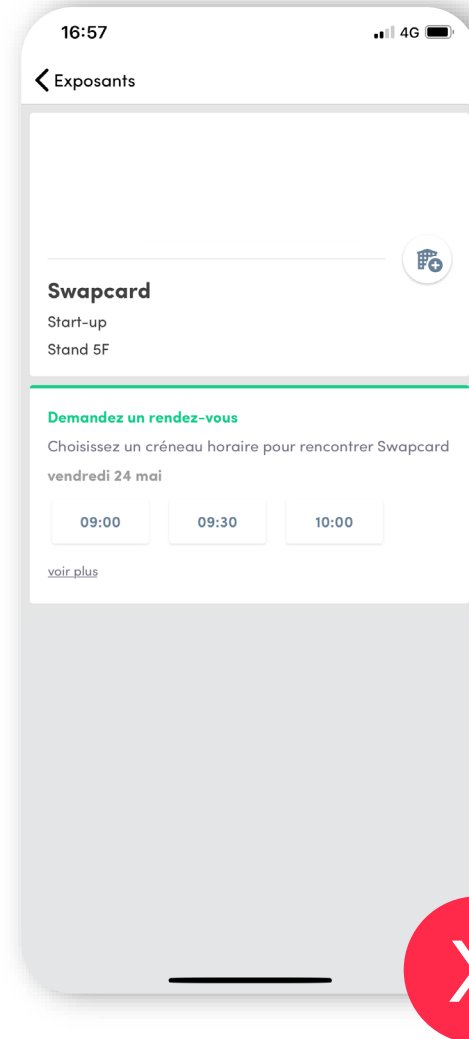 16:57
4G
Exposants
Swapcard
Start-up
Stand 5F
Demandez un rendez-vous
Choisissez un créneau horaire pour rencontrer Swapcard
vendredi 24 mai
09:00 09:30 10:00
voir plus